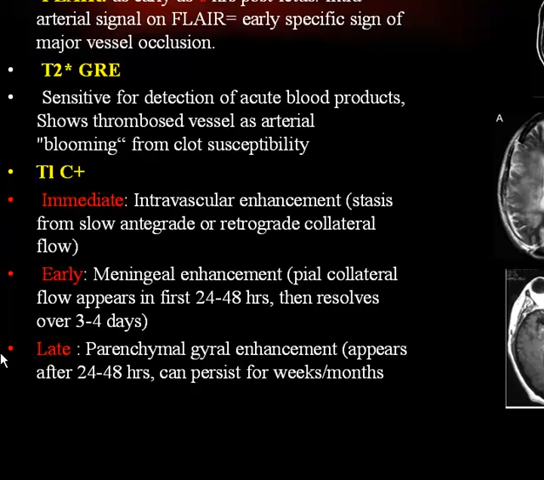 arterial signal on FLAIR= early specific sign of
major vessel occlusion.
• T2* GRE
• Sensitive for detection of acute blood products,
Shows thrombosed vessel as arterial
"blooming“ from clot susceptibility
• Tl C+
• Immediate: Intravascular enhancement (stasis
from slow antegrade or retrograde collateral
flow)
• Early: Meningeal enhancement (pial collateral
flow appears in first 24-48 hrs, then resolves
over 3-4 days)
• Late : Parenchymal gyral enhancement (appears
after 24-48 hrs, can persist for weeks/months
A